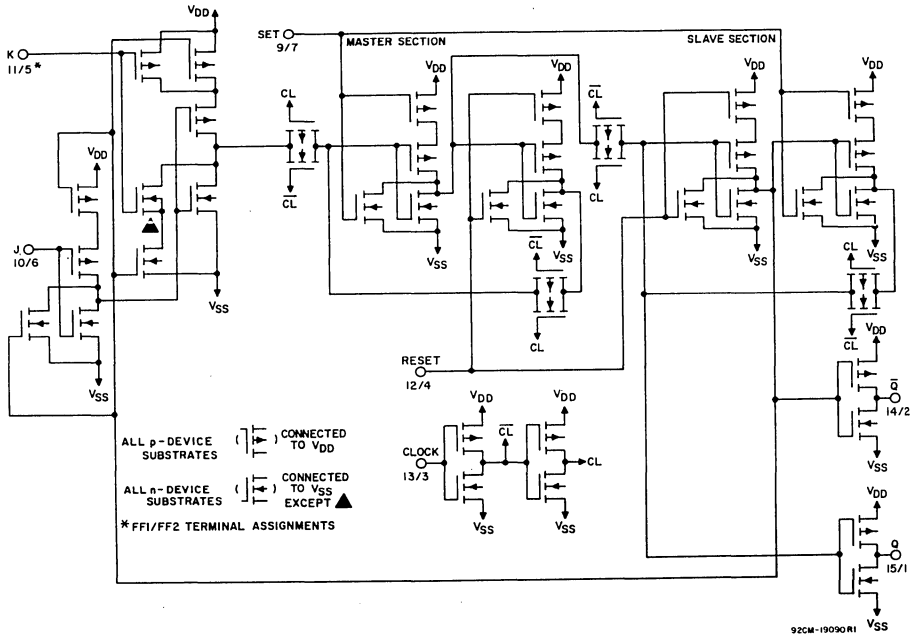 VDD
K
11/5*
SET
9/7
MASTER SECTION
SLAVE SECTION
VDD
VDD
VDD
VDD
CL
CL
CL
CL
VDD
J
10/6
VSS
VSS
VSS
VSS
VSS
VSS
CL
CL
CL
CL
VSS
RESET
12/4
VDD
VDD
VDD
Q
14/2
CLOCK
13/3
CL
CL
VSS
VSS
VSS
ALL p-DEVICE SUBSTRATES ( ) CONNECTED TO VDD
ALL n-DEVICE SUBSTRATES ( ) CONNECTED TO VSS EXCEPT
* FF1/FF2 TERMINAL ASSIGNMENTS
VDD
Q
15/1
VSS
92CM-19090R1